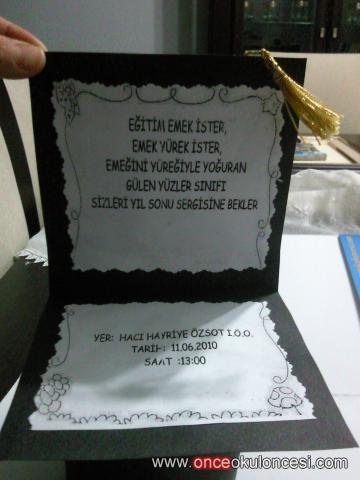 EĞİTİM EMEK İSTER,
EMEK YÜREK İSTER,
EMEĞİNİ YÜREĞİYLE YOĞURAN
GÜLEN YÜZLER SINIFI
SİZLERİ YIL SONU SERGİSİNE BEKLER
YER: HACI HAYRİYE ÖZSOT İ.Ö.O.
TARİH: 11.06.2010
SAAT :13:00
www.onceokuloncesi.com